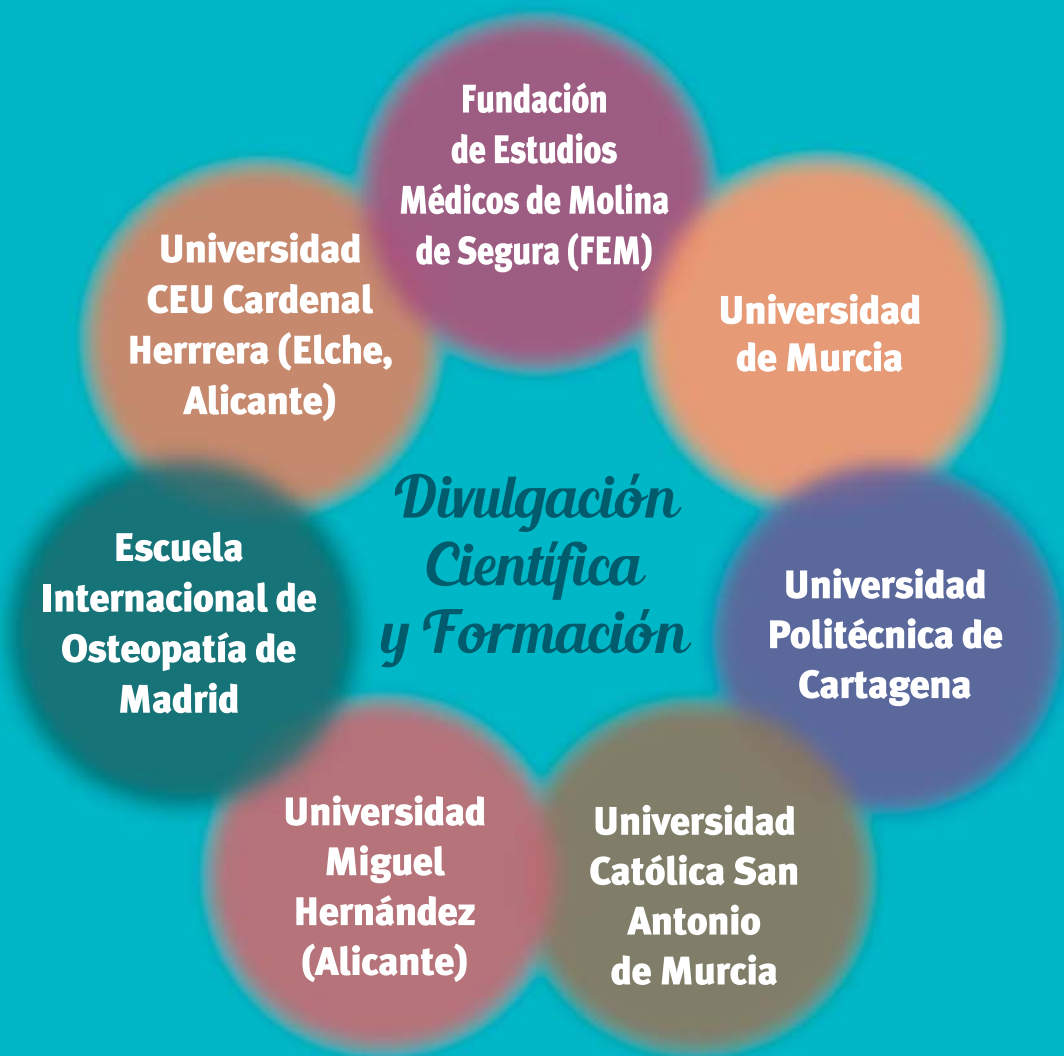 Fundación
de Estudios
Médicos de Molina
de Segura (FEM)
Universidad
de Murcia
Universidad
Politécnica de
Cartagena
Universidad
Católica San
Antonio
de Murcia
Universidad
Miguel
Hernández
(Alicante)
Escuela
Internacional de
Osteopatía de
Madrid
Universidad
CEU Cardenal
Herrrera (Elche,
Alicante)
Divulgación
Científica
y Formación